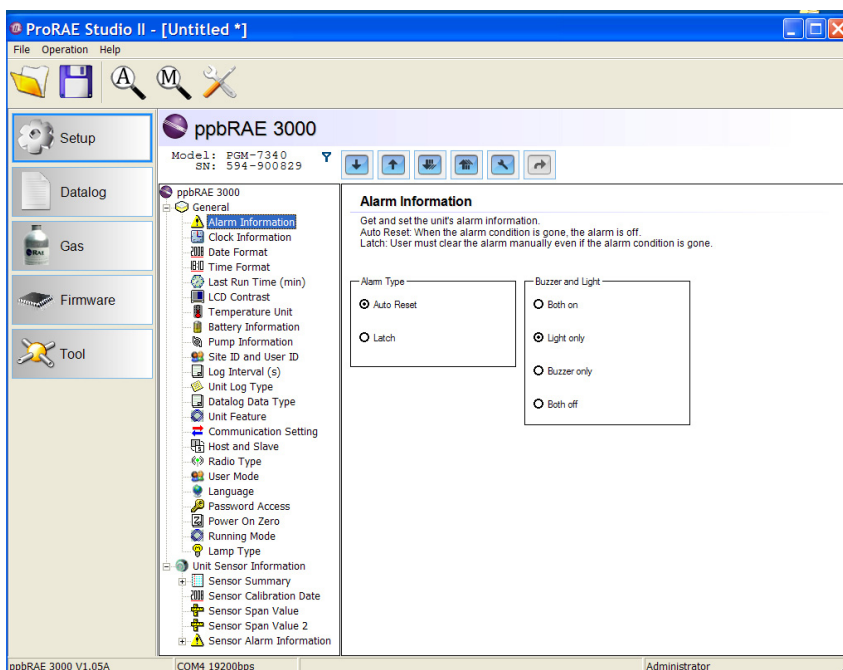 ProRAE Studio II - [Untitled *]
File Operation Help
A M
Setup
Datalog
Gas
RAE
Firmware
Tool
ppbRAE 3000
Model: PGM-7340
SN: 594-900829
ppbRAE 3000
General
Alarm Information
Clock Information
Date Format
Time Format
Last Run Time (min)
LCD Contrast
Temperature Unit
Battery Information
Pump Information
Site ID and User ID
Log Interval (s)
Unit Log Type
Datalog Data Type
Unit Feature
Communication Setting
Host and Slave
Radio Type
User Mode
Language
Password Access
Power On Zero
Running Mode
Lamp Type
Unit Sensor Information
Sensor Summary
Sensor Calibration Date
Sensor Span Value
Sensor Span Value 2
Sensor Alarm Information
Alarm Information
Get and set the unit's alarm information.
Auto Reset: When the alarm condition is gone, the alarm is off.
Latch: User must clear the alarm manually even if the alarm condition is gone.
Alarm Type
Auto Reset
Latch
Buzzer and Light
Both on
Light only
Buzzer only
Both off
ppbRAE 3000 V1.05A COM4 19200bps Administrator